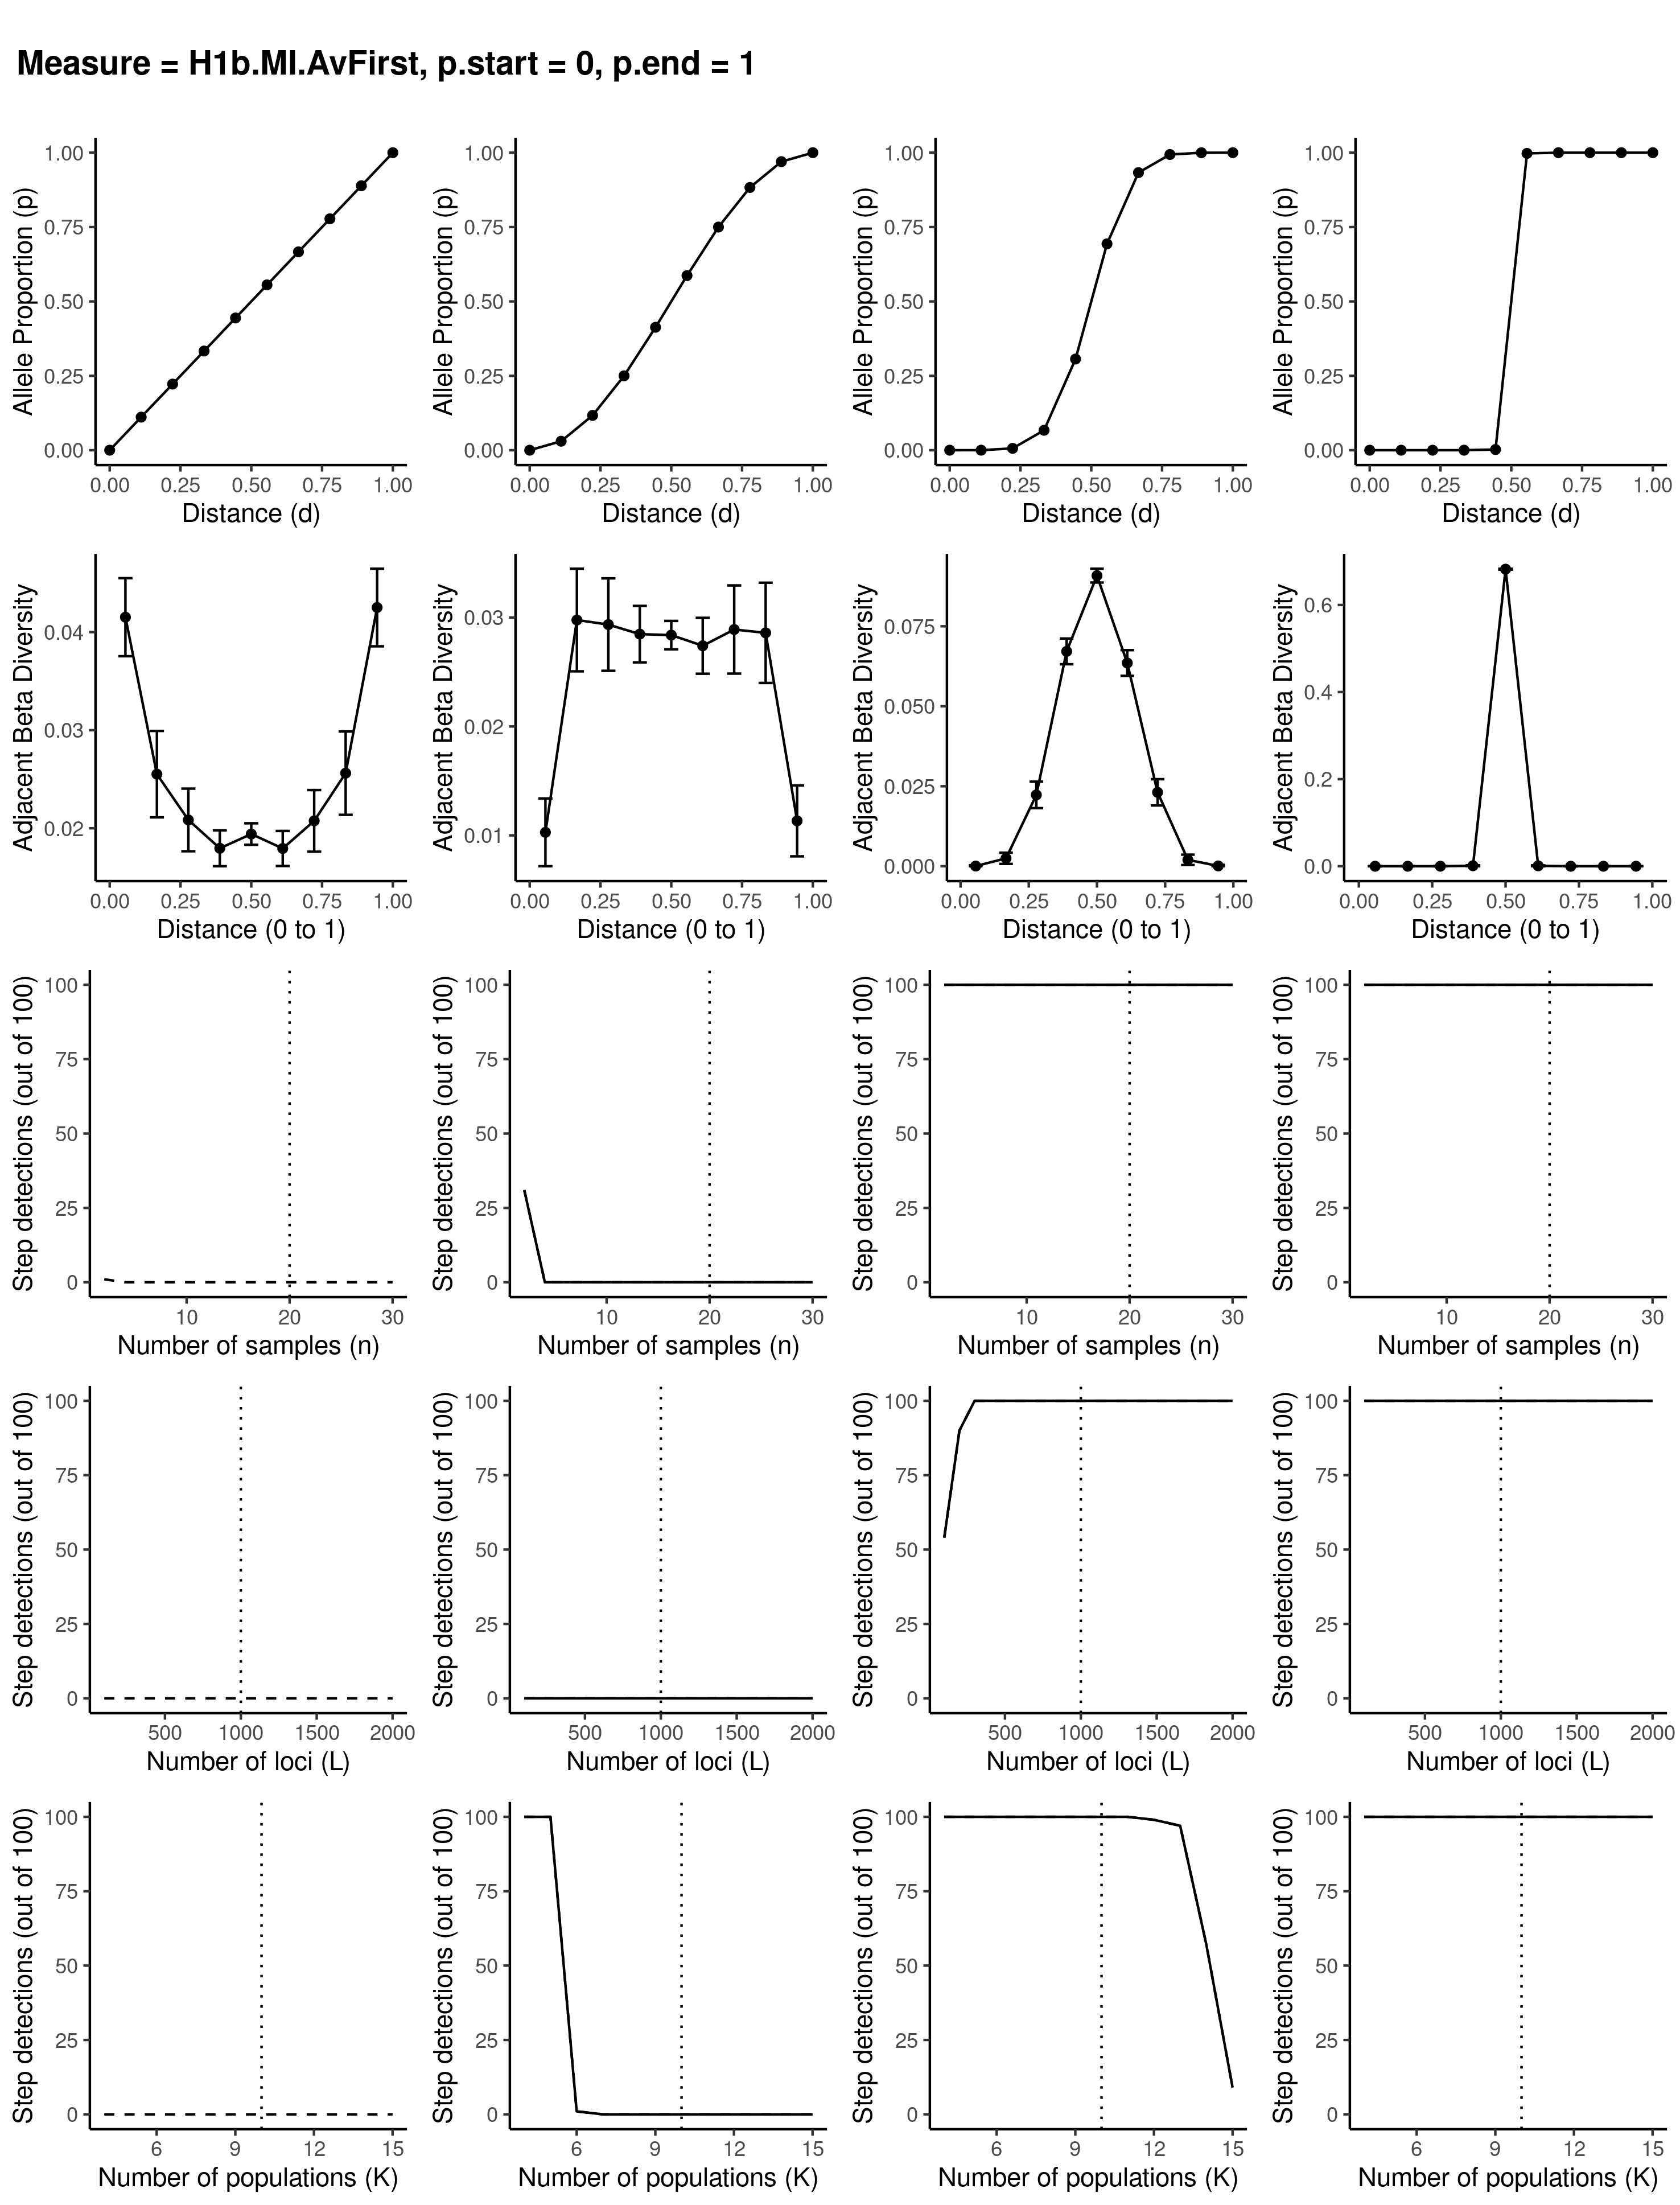 Measure = H1b.MI.AvFirst, p.start = 0, p.end = 1
Allele Proportion (p)
1.00
0.75
0.50
0.25
0.00
0.00 0.25 0.50 0.75 1.00
Distance (d)
Allele Proportion (p)
1.00
0.75
0.50
0.25
0.00
0.00 0.25 0.50 0.75 1.00
Distance (d)
Allele Proportion (p)
1.00
0.75
0.50
0.25
0.00
0.00 0.25 0.50 0.75 1.00
Distance (d)
Allele Proportion (p)
1.00
0.75
0.50
0.25
0.00
0.00 0.25 0.50 0.75 1.00
Distance (d)
Adjacent Beta Diversity
0.04
0.03
0.02
0.00 0.25 0.50 0.75 1.00
Distance (0 to 1)
Adjacent Beta Diversity
0.03
0.02
0.01
0.00 0.25 0.50 0.75 1.00
Distance (0 to 1)
Adjacent Beta Diversity
0.075
0.050
0.025
0.000
0.00 0.25 0.50 0.75 1.00
Distance (0 to 1)
Adjacent Beta Diversity
0.6
0.4
0.2
0.0
0.00 0.25 0.50 0.75 1.00
Distance (0 to 1)
Step detections (out of 100)
100
75
50
25
0
10 20 30
Number of samples (n)
Step detections (out of 100)
100
75
50
25
0
10 20 30
Number of samples (n)
Step detections (out of 100)
100
75
50
25
0
10 20 30
Number of samples (n)
Step detections (out of 100)
100
75
50
25
0
10 20 30
Number of samples (n)
Step detections (out of 100)
100
75
50
25
0
500 1000 1500 2000
Number of loci (L)
Step detections (out of 100)
100
75
50
25
0
500 1000 1500 2000
Number of loci (L)
Step detections (out of 100)
100
75
50
25
0
500 1000 1500 2000
Number of loci (L)
Step detections (out of 100)
100
75
50
25
0
500 1000 1500 2000
Number of loci (L)
Step detections (out of 100)
100
75
50
25
0
6 9 12 15
Number of populations (K)
Step detections (out of 100)
100
75
50
25
0
6 9 12 15
Number of populations (K)
Step detections (out of 100)
100
75
50
25
0
6 9 12 15
Number of populations (K)
Step detections (out of 100)
100
75
50
25
0
6 9 12 15
Number of populations (K)